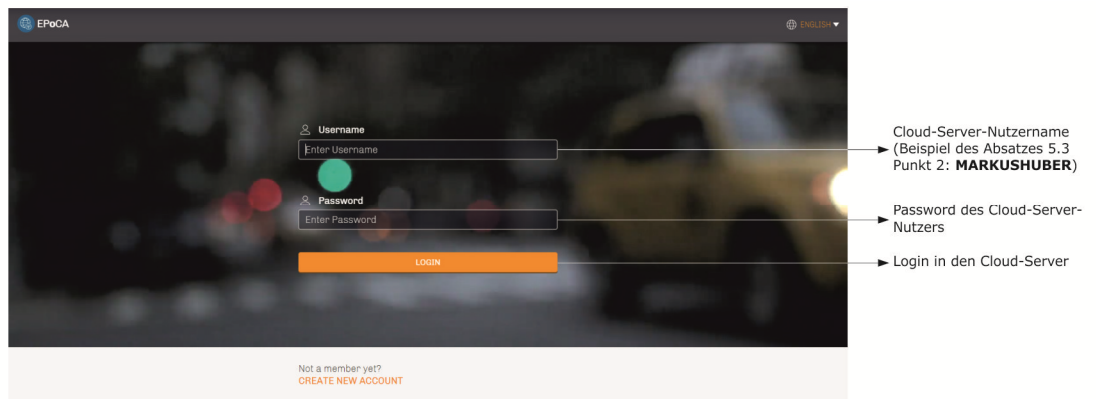 EPoCA
ENGLISH
Username
Enter Username
Cloud-Server-Nutzername
(Beispiel des Absatzes 5.3
Punkt 2: MARKUSHUBER)
Password
Enter Password
Password des Cloud-Server-
Nutzers
LOGIN
Login in den Cloud-Server
Not a member yet?
CREATE NEW ACCOUNT